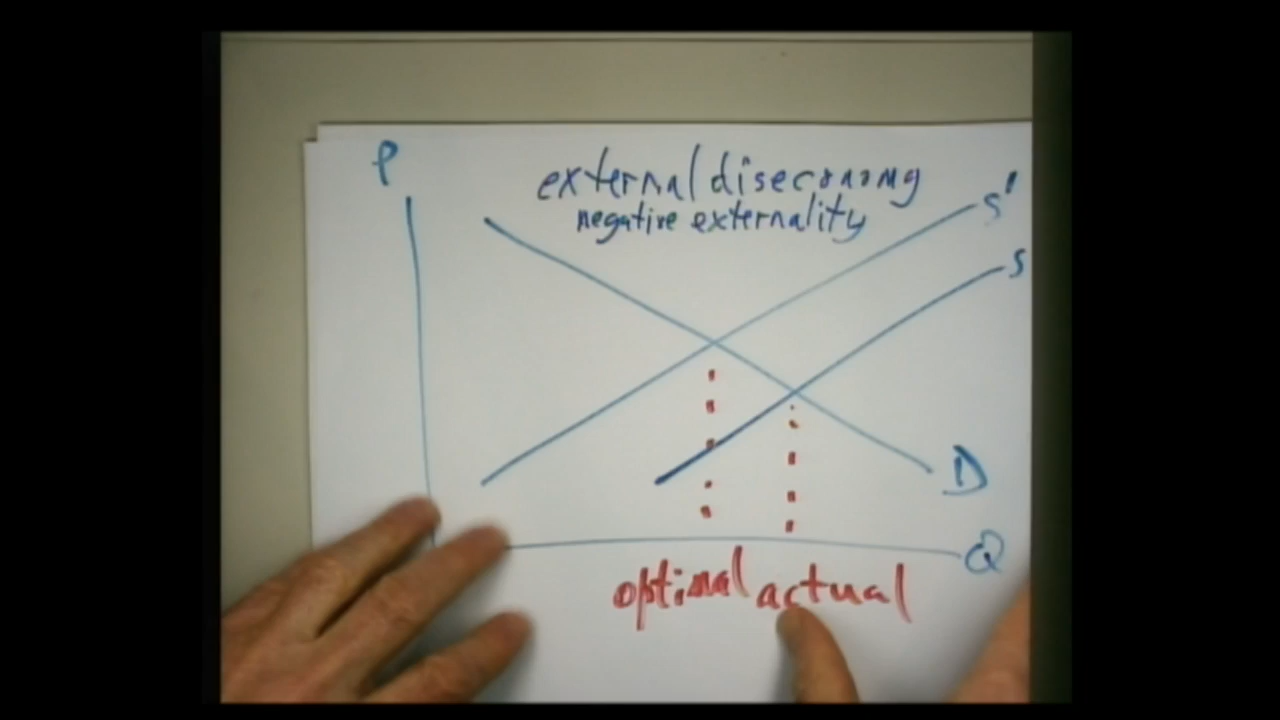 P
external diseconomy
negative externality
S'
S
D
Q
optimal actual